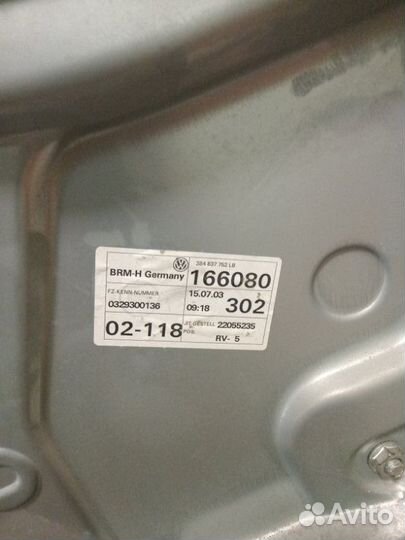 3B4 837 752 LB
BRM-H Germany 166080
FZ-KENN-NUMMER 15.07.03
0329300136 09:18 302
02-118 JIT-GESTELL 22055235
POS. RV- 5
Avito